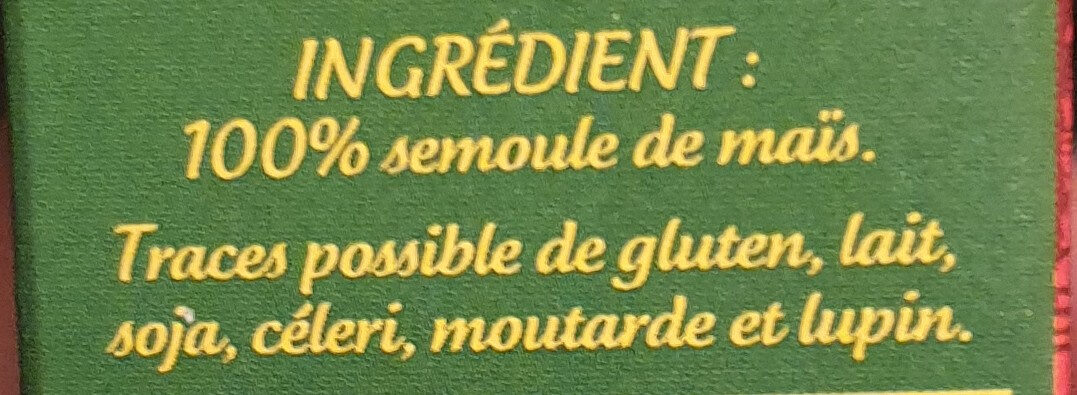 INGRÉDIENT :
100% semoule de maïs.
Traces possible de gluten, lait,
soja, céleri, moutarde et lupin.